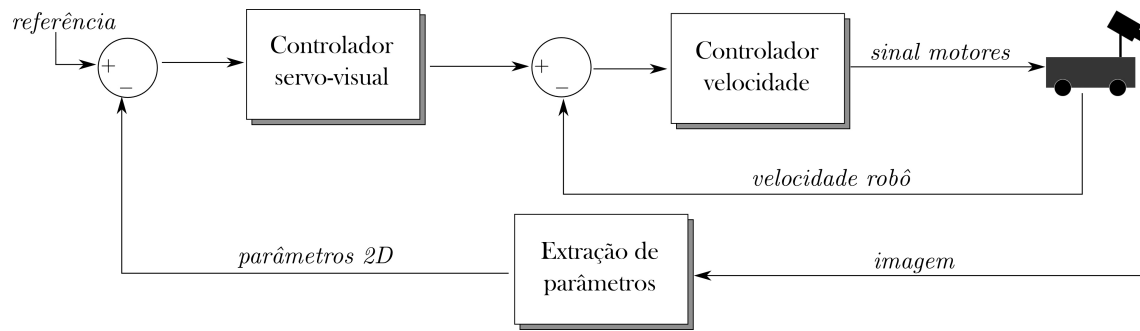 referência
+
−
Controlador
servo-visual
+
−
Controlador
velocidade
sinal motores
velocidade robô
parâmetros 2D
Extração de
parâmetros
imagem